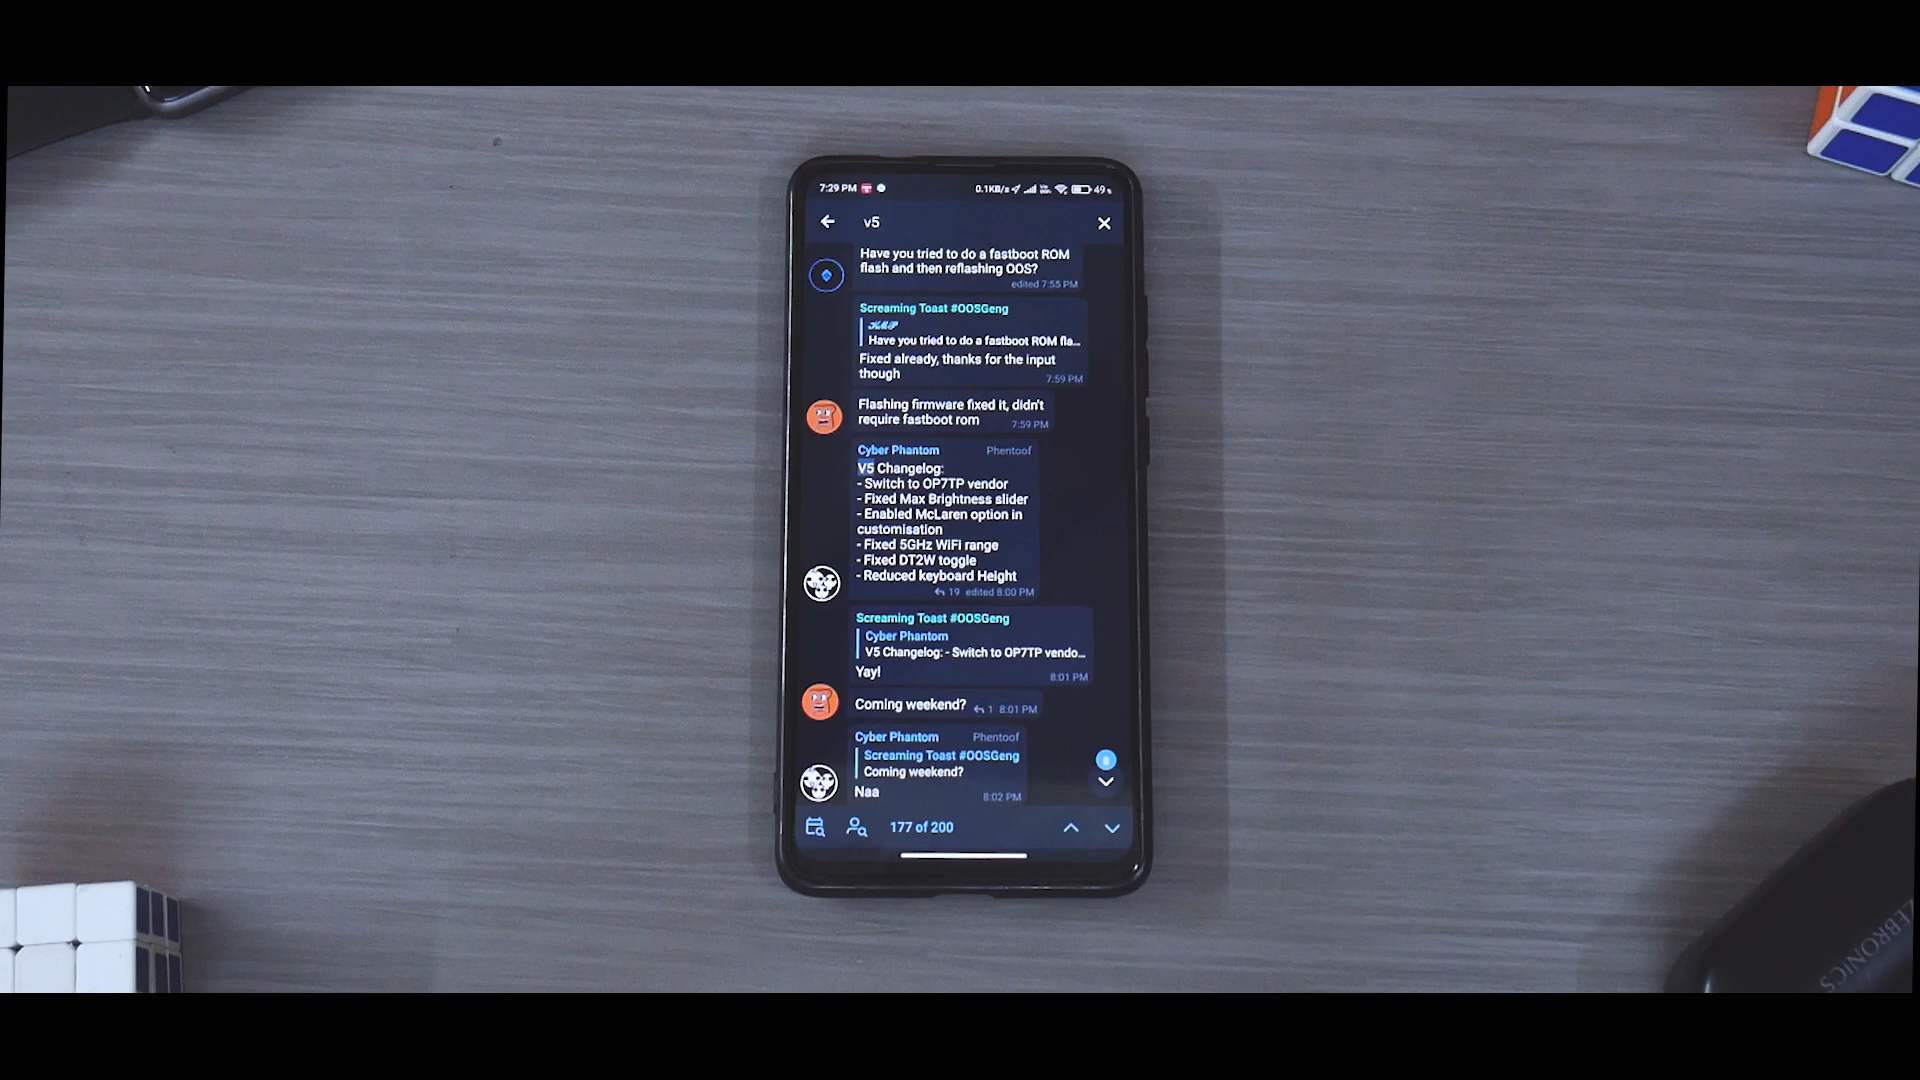 7:29 PM
0.1KB/s
49
v5
Have you tried to do a fastboot ROM
flash and then reflashing OOS?
edited 7:55 PM
Screaming Toast #OOSGeng
Have you tried to do a fastboot ROM fla...
Fixed already, thanks for the input
though
7:59 PM
Flashing firmware fixed it, didn't
require fastboot rom
7:59 PM
Cyber Phantom Phentoof
V5 Changelog:
- Switch to OP7TP vendor
- Fixed Max Brightness slider
- Enabled McLaren option in
customisation
- Fixed 5GHz WiFi range
- Fixed DT2W toggle
- Reduced keyboard Height
19 edited 8:00 PM
Screaming Toast #OOSGeng
Cyber Phantom
V5 Changelog: - Switch to OP7TP vendo...
Yay!
8:01 PM
Coming weekend?
1 8:01 PM
Cyber Phantom Phentoof
Screaming Toast #OOSGeng
Coming weekend?
Naa
8:02 PM
177 of 200
ZEBRONICS